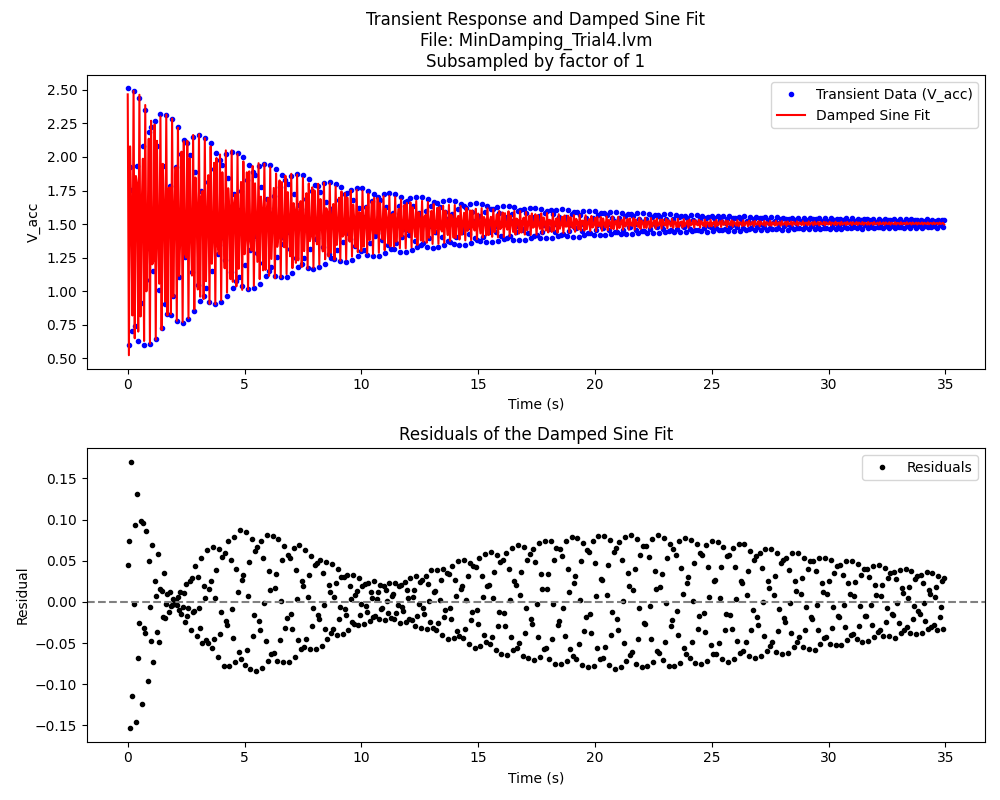 Transient Response and Damped Sine Fit
File: MinDamping_Trial4.lvm
Subsampled by factor of 1
2.50
2.25
2.00
1.75
1.50
1.25
1.00
0.75
0.50
V_acc
Transient Data (V_acc)
Damped Sine Fit
0 5 10 15 20 25 30 35
Time (s)
Residuals of the Damped Sine Fit
0.15
0.10
0.05
0.00
−0.05
−0.10
−0.15
Residual
Residuals
0 5 10 15 20 25 30 35
Time (s)